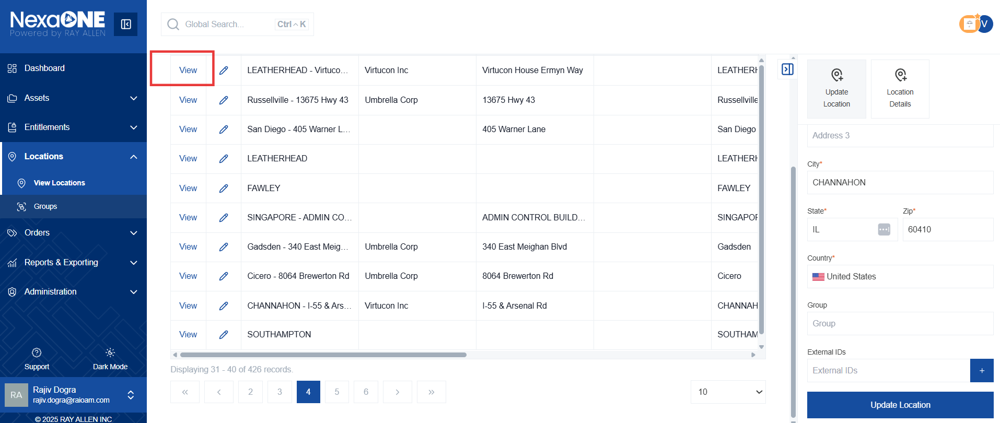 NexaONE
Powered by RAY ALLEN
Global Search...
Ctrl ^ K
V
Dashboard
Assets
Entitlements
Locations
View Locations
Groups
Orders
Reports & Exporting
Administration
Support
Dark Mode
RA
Rajiv Dogra
rajiv.dogra@raioam.com
© 2025 RAY ALLEN INC
View LEATHERHEAD - Virtuco... Virtucon Inc Virtucon House Ermyn Way LEATHERH
View Russellville - 13675 Hwy 43 Umbrella Corp 13675 Hwy 43 Russellville
View San Diego - 405 Warner L... 405 Warner Lane San Diego
View LEATHERHEAD LEATHERH
View FAWLEY FAWLEY
View SINGAPORE - ADMIN CO... ADMIN CONTROL BUILD... SINGAPOR
View Gadsden - 340 East Meig... Umbrella Corp 340 East Meighan Blvd Gadsden
View Cicero - 8064 Brewerton Rd Umbrella Corp 8064 Brewerton Rd Cicero
View CHANNAHON - I-55 & Ars... Virtucon Inc I-55 & Arsenal Rd CHANNAH
View SOUTHAMPTON SOUTHAM
Displaying 31 - 40 of 426 records.
« ‹ 2 3 4 5 6 › »
10
Update
Location
Location
Details
Address 3
City*
CHANNAHON
State* Zip*
IL 60410
Country*
United States
Group
Group
External IDs
External IDs +
Update Location